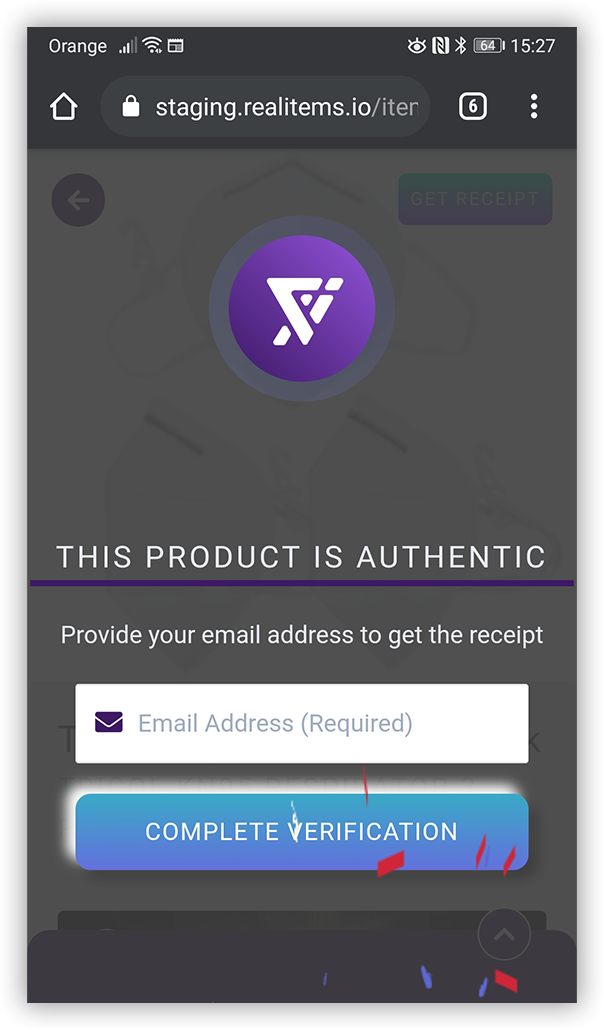 Orange 64 15:27
staging.realitems.io/iter 6
GET RECEIPT
THIS PRODUCT IS AUTHENTIC
Provide your email address to get the receipt
Email Address (Required)
COMPLETE VERIFICATION